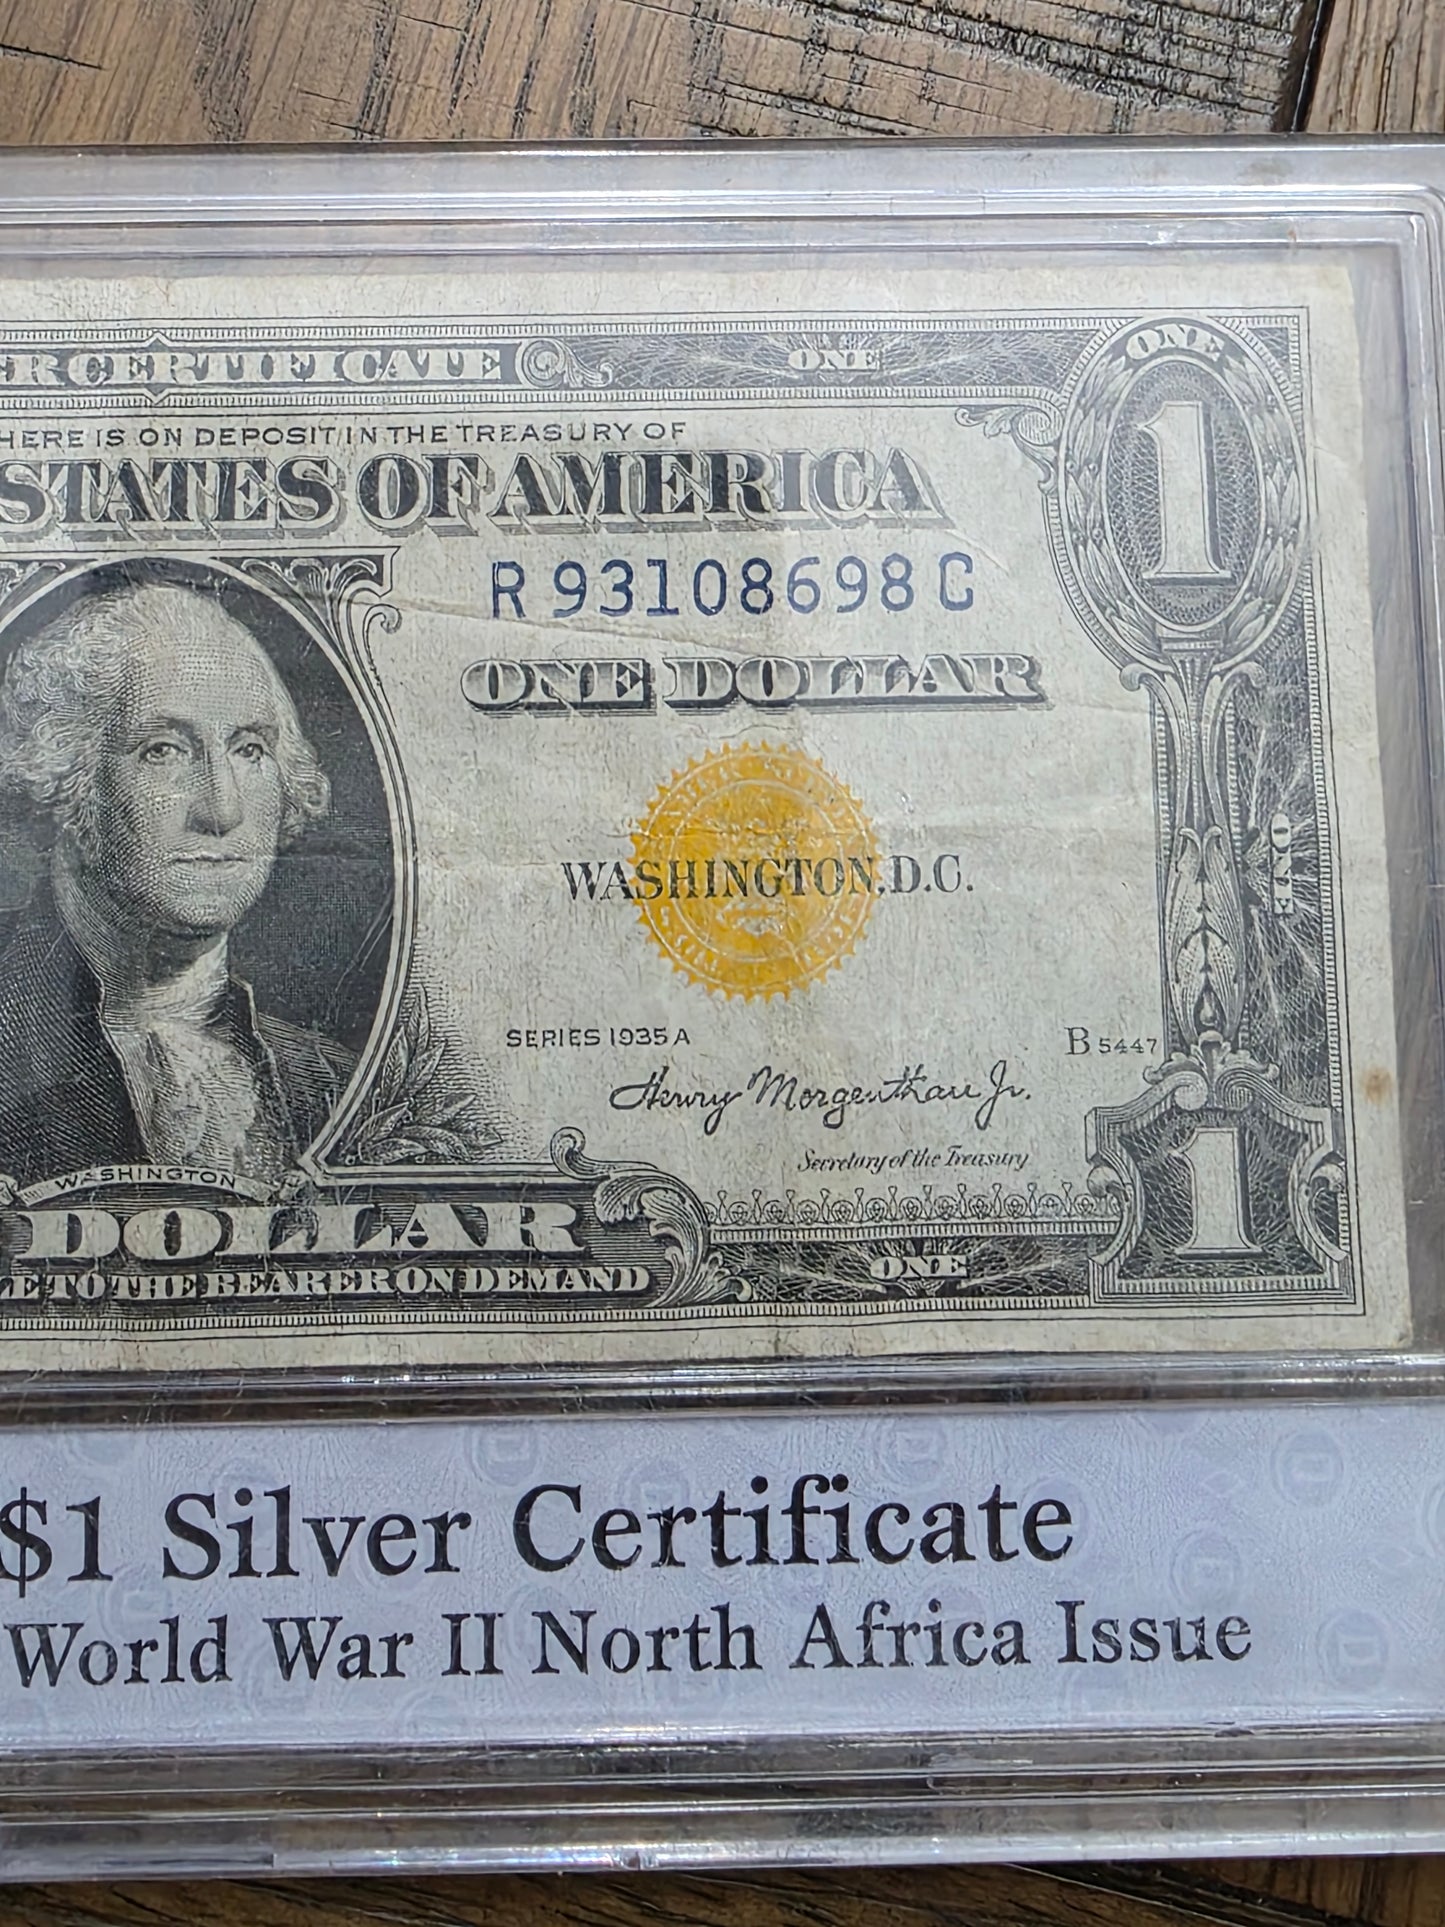 R CERTIFICATE
ONE
ONE
1
HERE IS ON DEPOSIT IN THE TREASURY OF
STATES OF AMERICA
R 93108698 C
ONE DOLLAR
WASHINGTON, D.C.
ONE
SERIES 1935 A
B 5447
Henry Morgenthau Jr.
Secretary of the Treasury
WASHINGTON
DOLLAR
1
ONE
E TO THE BEARER ON DEMAND
$1 Silver Certificate
World War II North Africa Issue